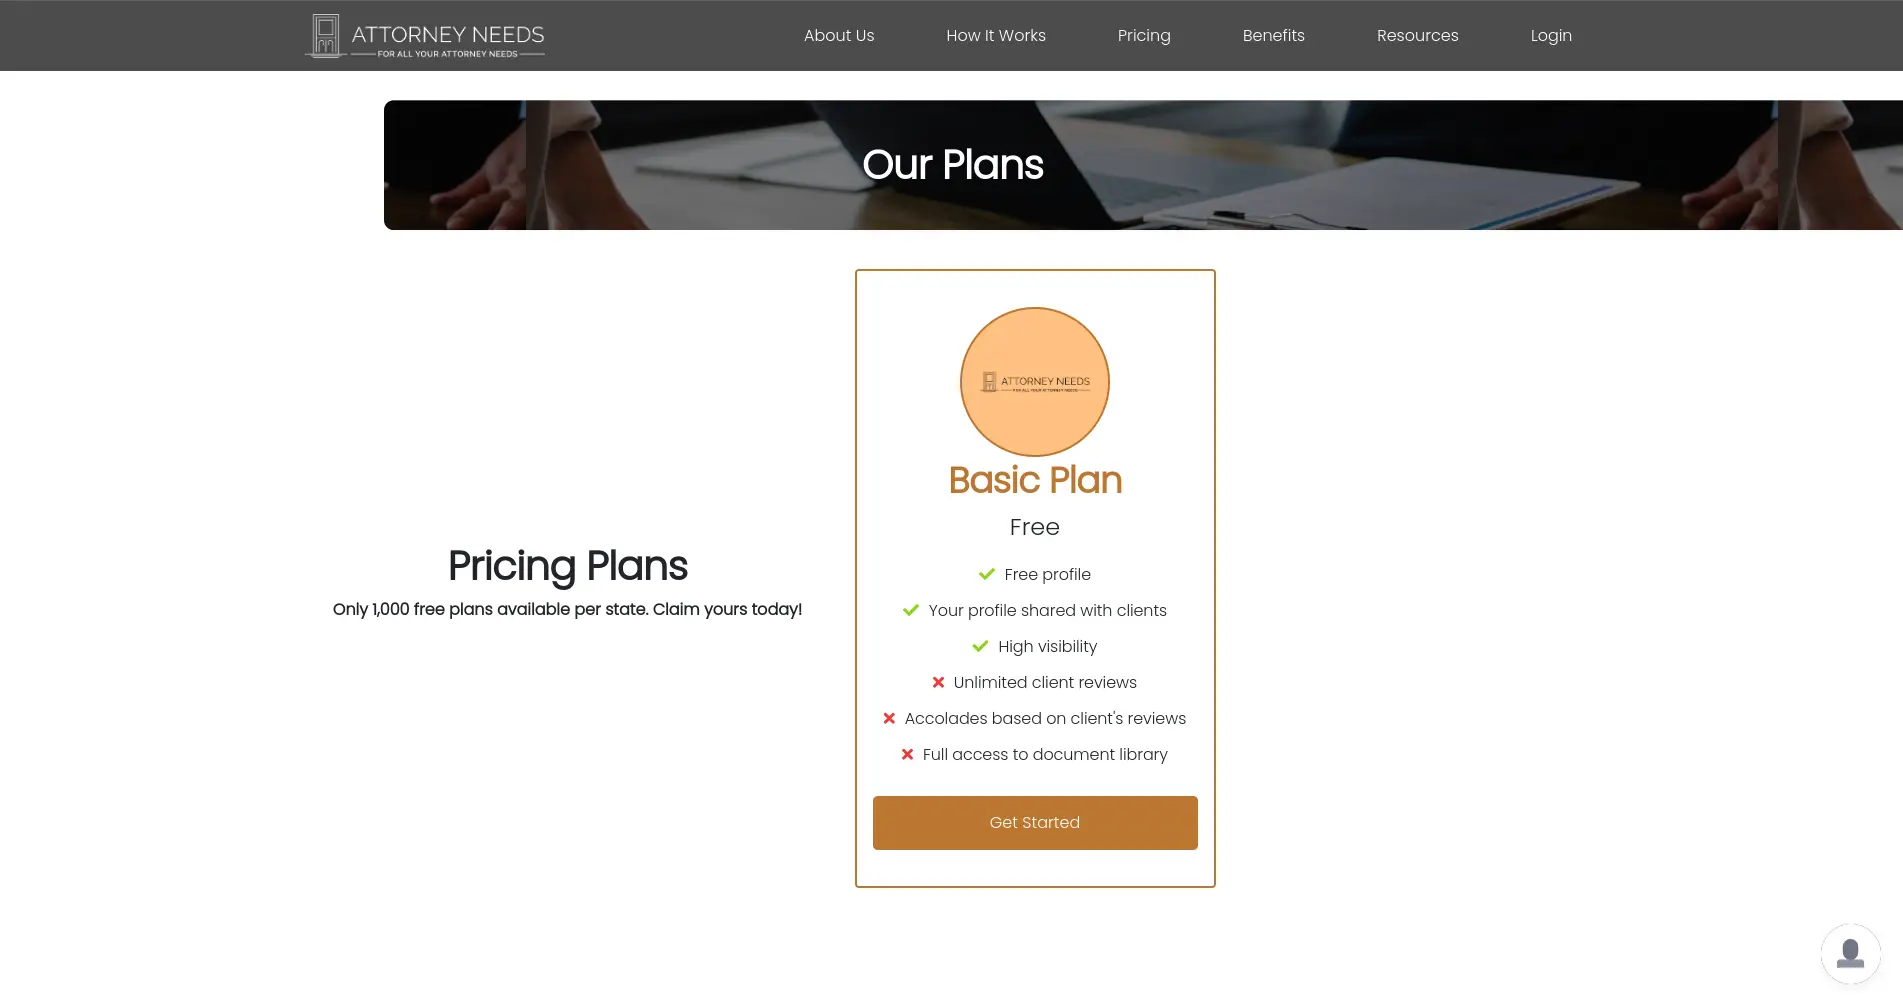 ATTORNEY NEEDS
FOR ALL YOUR ATTORNEY NEEDS
About Us
How It Works
Pricing
Benefits
Resources
Login
Our Plans
Pricing Plans
Only 1,000 free plans available per state. Claim yours today!
ATTORNEY NEEDS
FOR ALL YOUR ATTORNEY NEEDS
Basic Plan
Free
Free profile
Your profile shared with clients
High visibility
Unlimited client reviews
Accolades based on client's reviews
Full access to document library
Get Started